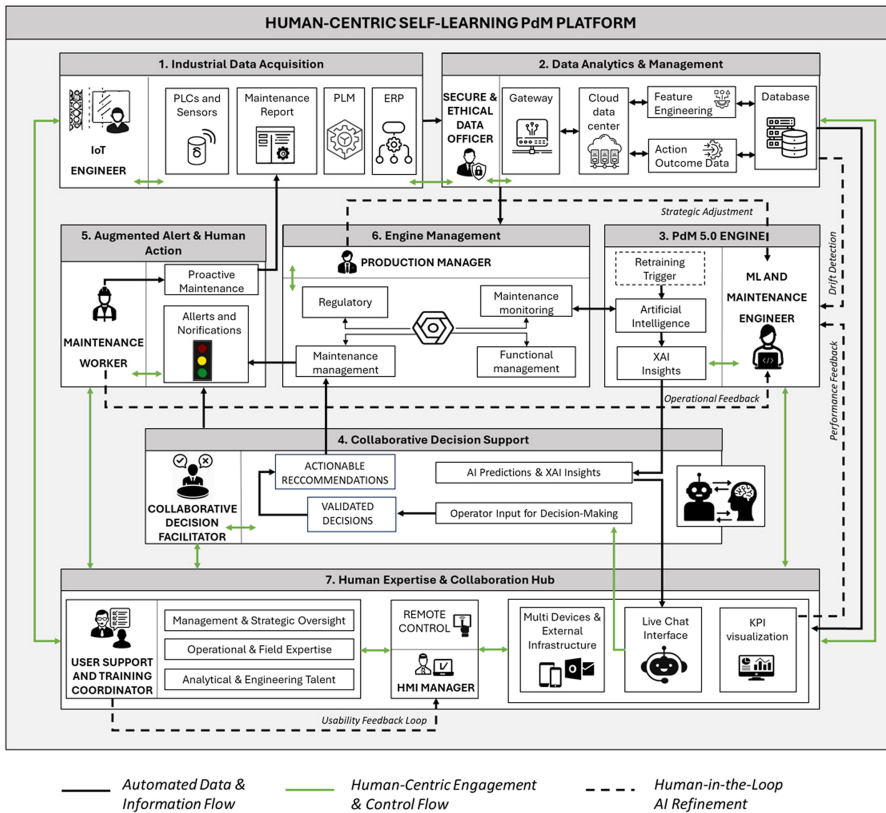 HUMAN-CENTRIC SELF-LEARNING PdM PLATFORM
1. Industrial Data Acquisition
IoT
ENGINEER
PLCs and
Sensors
Maintenance
Report
PLM
ERP
2. Data Analytics & Management
SECURE &
ETHICAL
DATA
OFFICER
Gateway
Cloud
data
center
Feature
Engineering
Action
Outcome Data
Database
Strategic Adjustment
Drift Detection
5. Augmented Alert & Human
Action
MAINTENANCE
WORKER
Proactive
Maintenance
Allerts and
Norifications
6. Engine Management
PRODUCTION MANAGER
Regulatory
Maintenance
monitoring
Maintenance
management
Functional
management
3. PdM 5.0 ENGINE
Retraining
Trigger
Artificial
Intelligence
XAI
Insights
ML AND
MAINTENANCE
ENGINEER
Operational Feedback
Performance Feedback
4. Collaborative Decision Support
COLLABORATIVE
DECISION
FACILITATOR
ACTIONABLE
RECCOMMENDATIONS
AI Predictions & XAI Insights
VALIDATED
DECISIONS
Operator Input for Decision-Making
7. Human Expertise & Collaboration Hub
USER SUPPORT
AND TRAINING
COORDINATOR
Management & Strategic Oversight
Operational & Field Expertise
Analytical & Engineering Talent
REMOTE
CONTROL
HMI MANAGER
Multi Devices &
External
Infrastructure
Live Chat
Interface
KPI
visualization
Usability Feedback Loop
Automated Data &
Information Flow
Human-Centric Engagement
& Control Flow
Human-in-the-Loop
AI Refinement